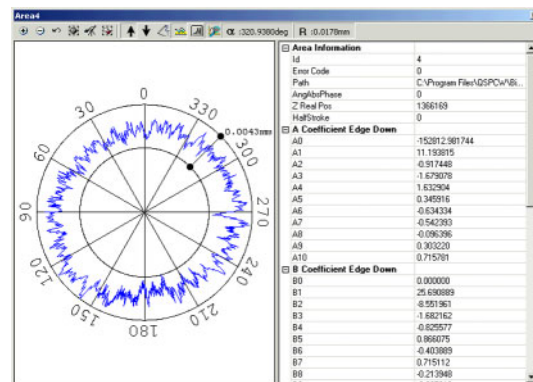 Area4
α :320.9380deg R :0.0178mm
0
330
300
270
240
210
180
150
120
90
60
30
0.0043mm
Area Information
Id 4
Error Code 0
Path C:\Program Files\QSPCW\Bi...
AngAbsPhase 0
Z Real Pos 1366169
HalfStroke 0
A Coefficient Edge Down
A0 -152812.981744
A1 11.193815
A2 -0.917448
A3 -1.679078
A4 1.632904
A5 0.345916
A6 -0.634334
A7 -0.542393
A8 -0.096396
A9 0.303220
A10 0.715781
B Coefficient Edge Down
B0 0.000000
B1 25.690889
B2 -8.551961
B3 -1.682162
B4 -0.825577
B5 0.866075
B6 -0.403889
B7 0.715112
B8 -0.213948